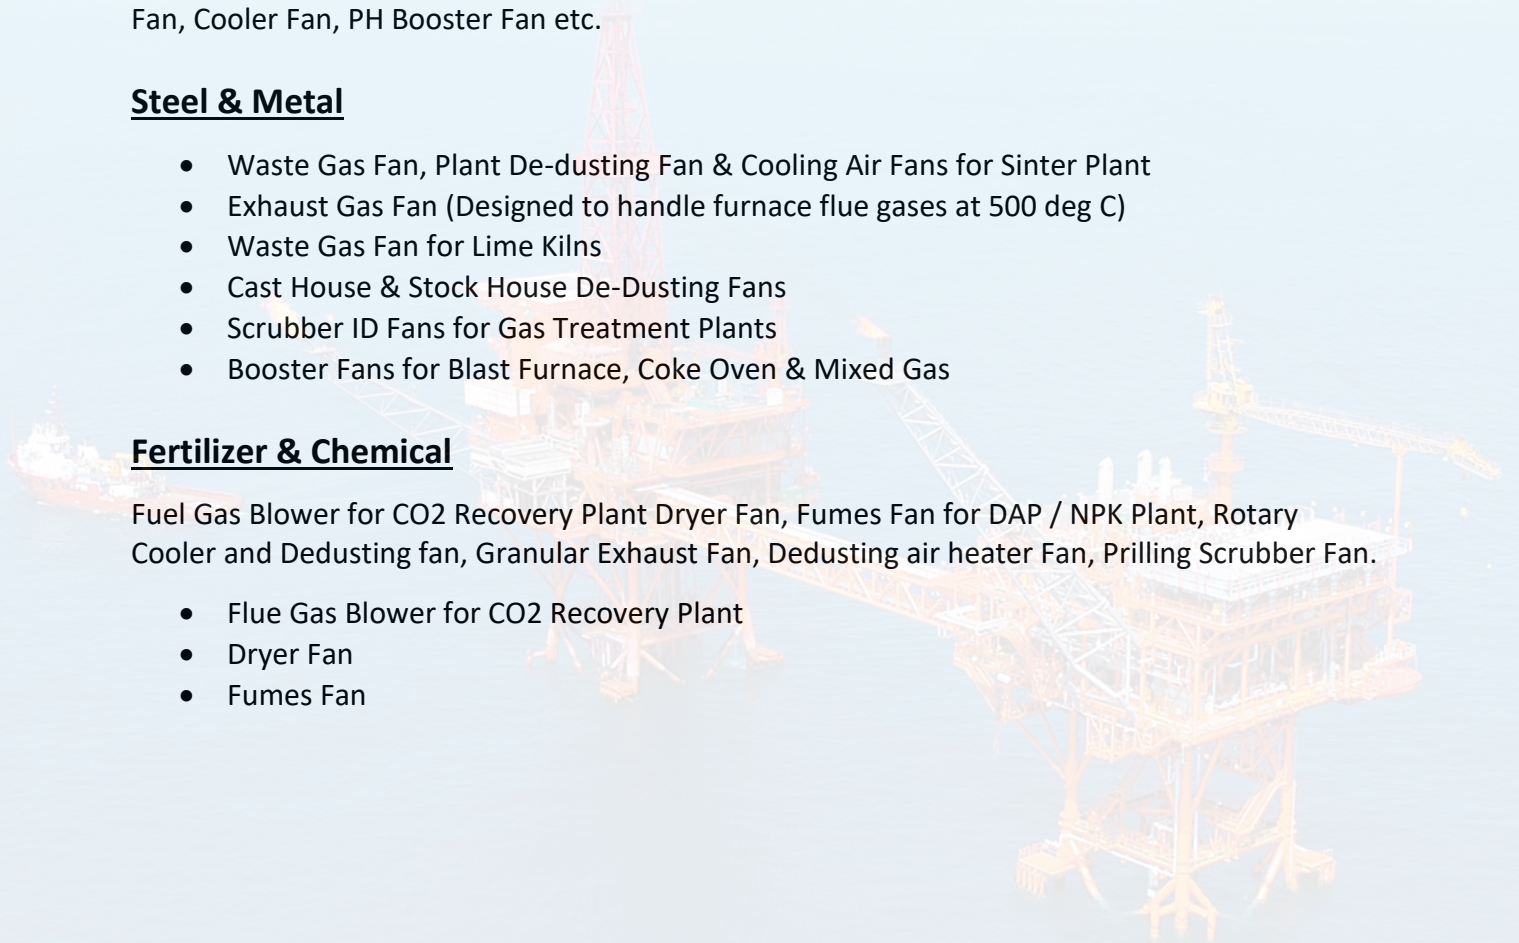 Fan, Cooler Fan, PH Booster Fan etc.
Steel & Metal
• Waste Gas Fan, Plant De-dusting Fan & Cooling Air Fans for Sinter Plant
• Exhaust Gas Fan (Designed to handle furnace flue gases at 500 deg C)
• Waste Gas Fan for Lime Kilns
• Cast House & Stock House De-Dusting Fans
• Scrubber ID Fans for Gas Treatment Plants
• Booster Fans for Blast Furnace, Coke Oven & Mixed Gas
Fertilizer & Chemical
Fuel Gas Blower for CO2 Recovery Plant Dryer Fan, Fumes Fan for DAP / NPK Plant, Rotary
Cooler and Dedusting fan, Granular Exhaust Fan, Dedusting air heater Fan, Prilling Scrubber Fan.
• Flue Gas Blower for CO2 Recovery Plant
• Dryer Fan
• Fumes Fan